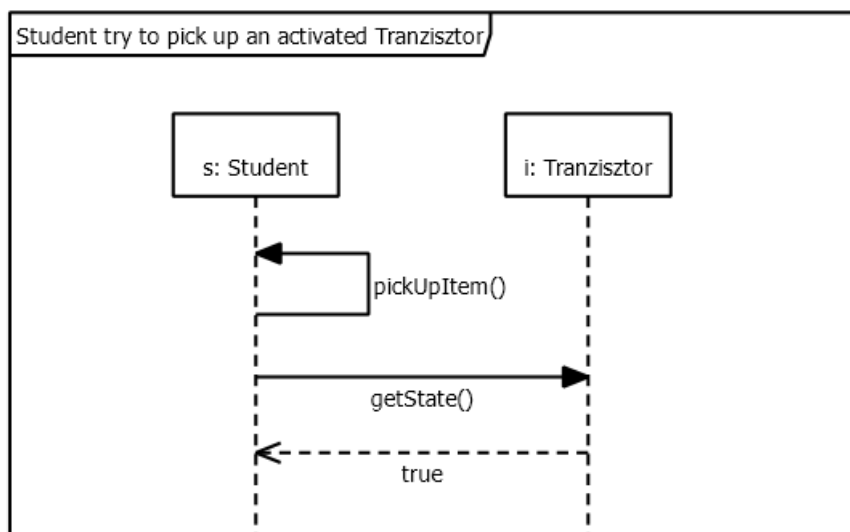 Student try to pick up an activated Tranzisztor
s: Student
i: Tranzisztor
pickUpItem()
getState()
true